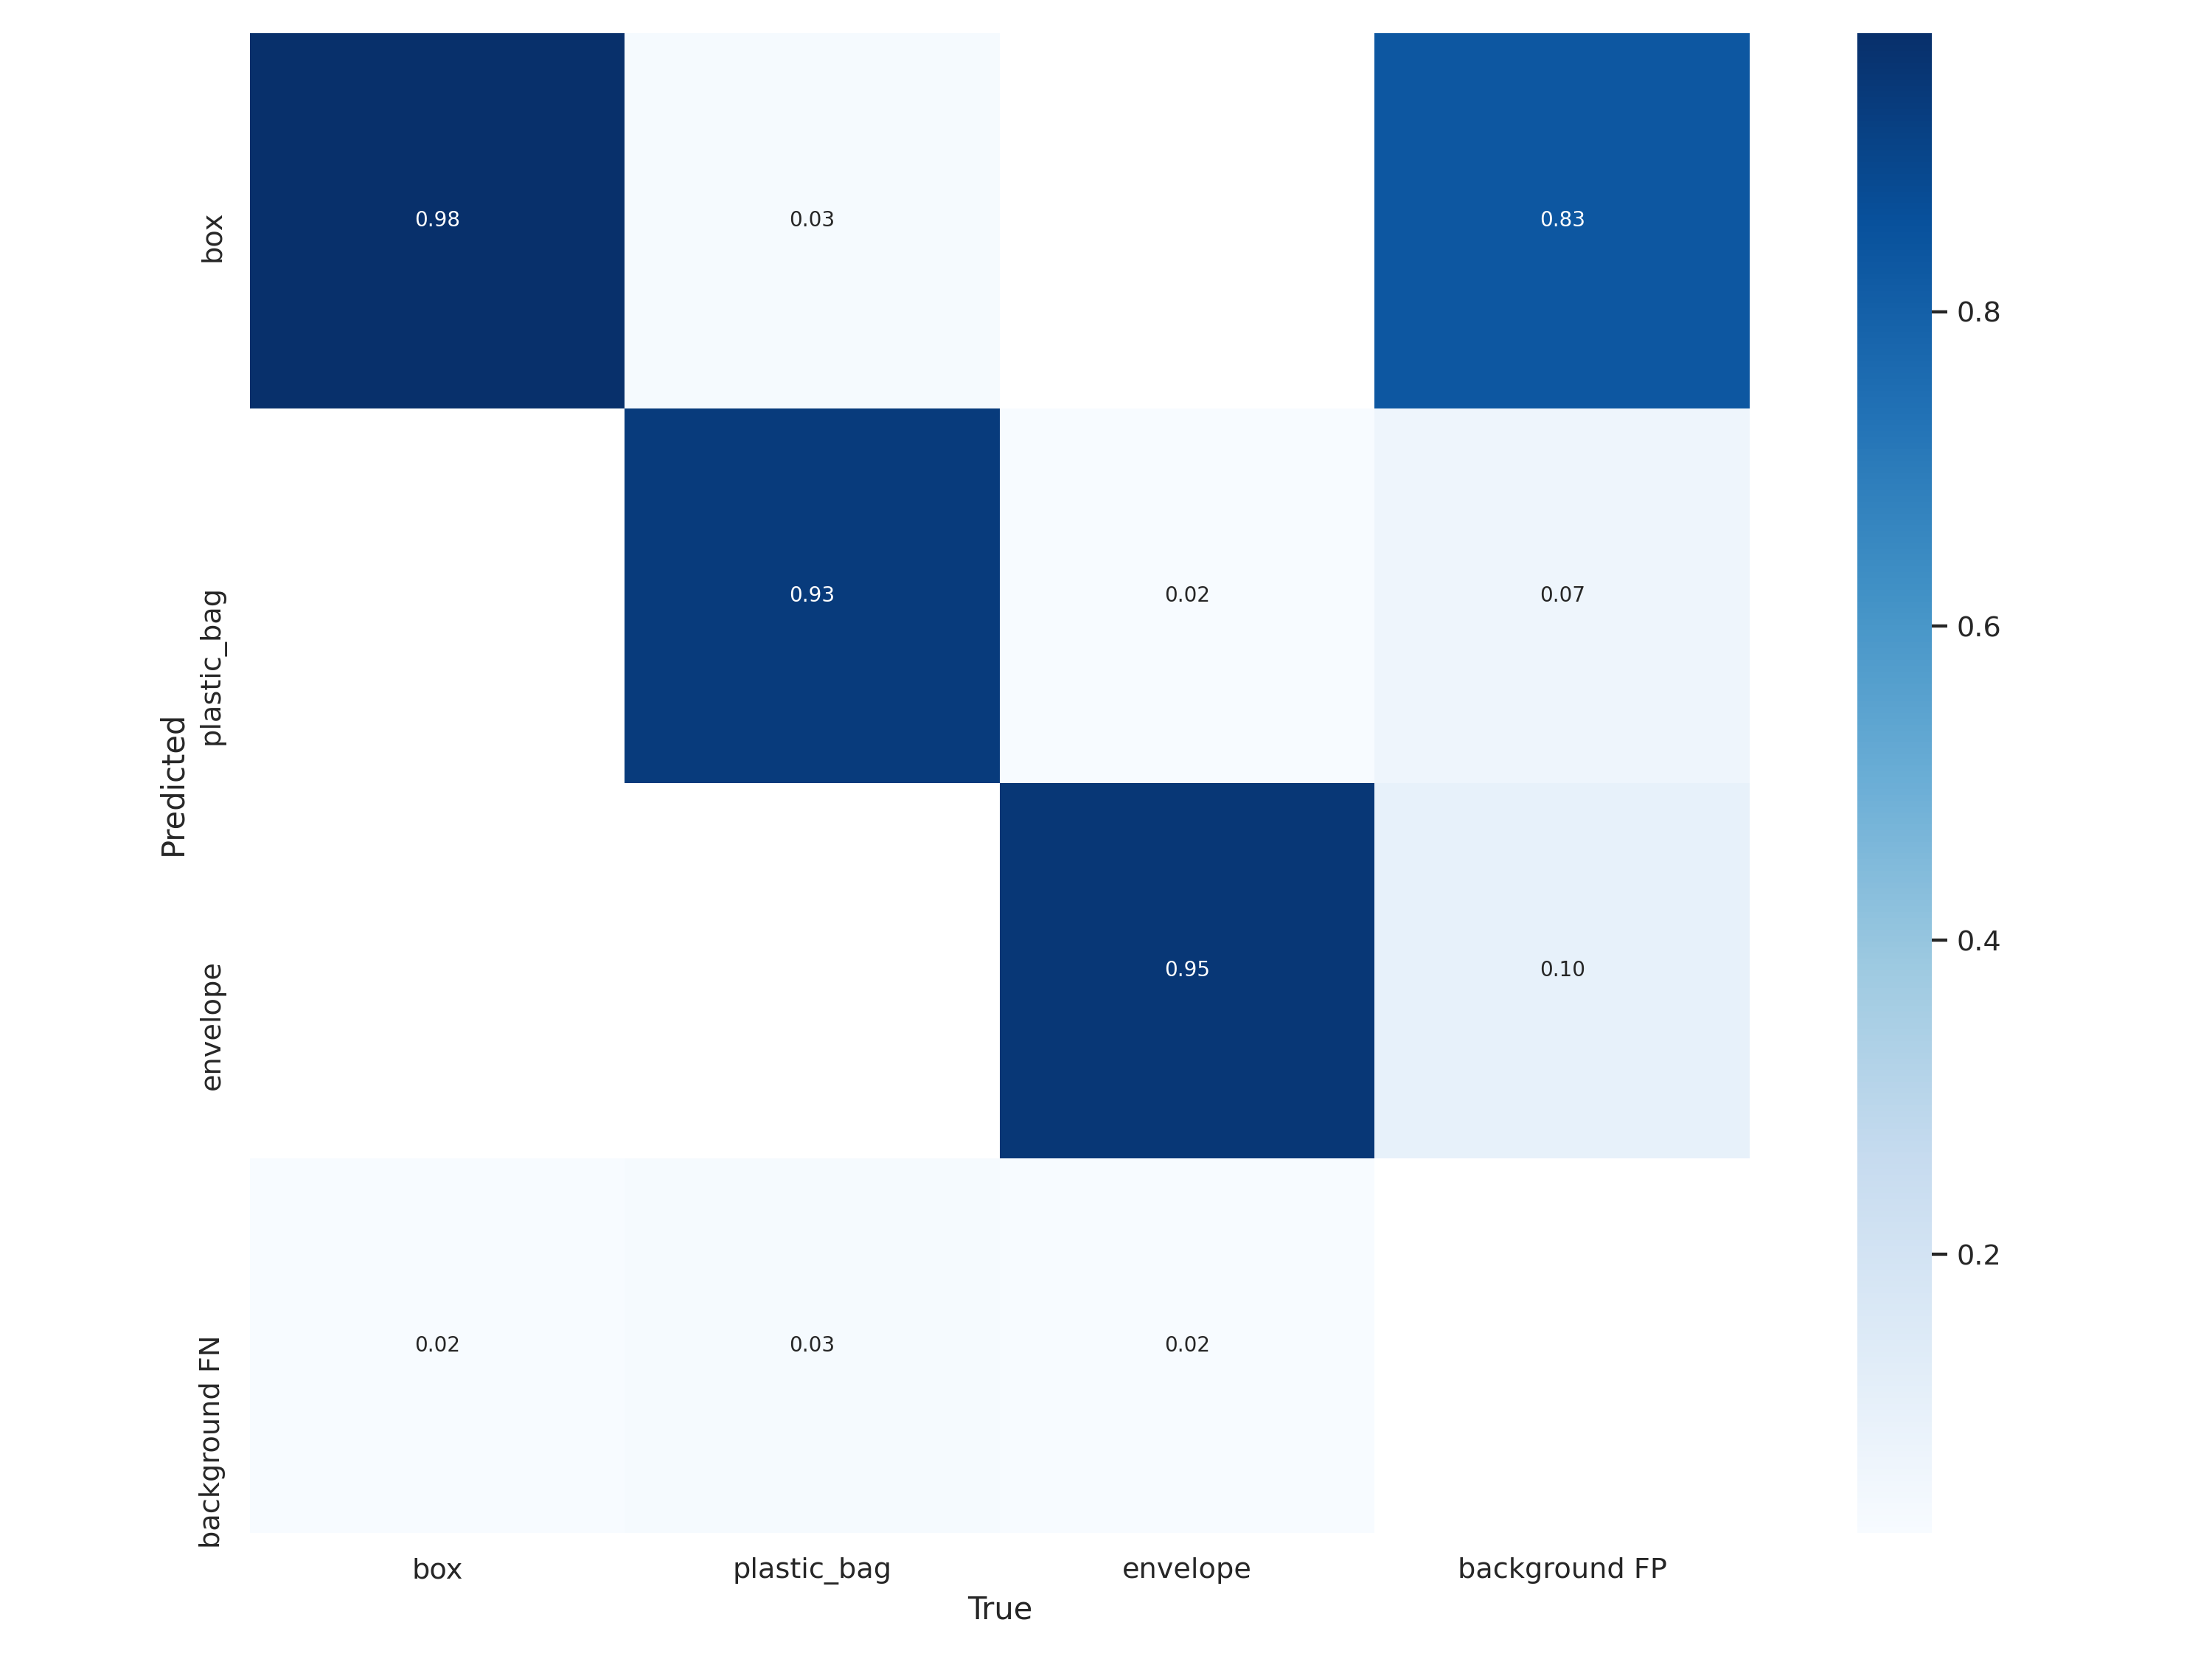 0.98 0.03 0.83
0.93 0.02 0.07
0.95 0.10
0.02 0.03 0.02
box
plastic_bag
envelope
background FN
Predicted
box plastic_bag envelope background FP
True
0.8
0.6
0.4
0.2